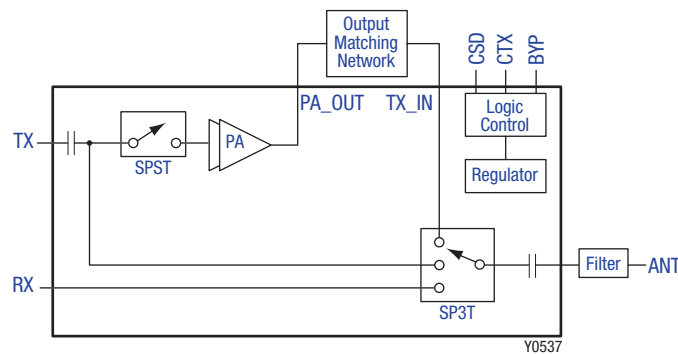 Output
Matching
Network
CSD
CTX
BYP
PA_OUT
TX_IN
Logic
Control
TX
PA
SPST
Regulator
Filter
ANT
RX
SP3T
Y0537